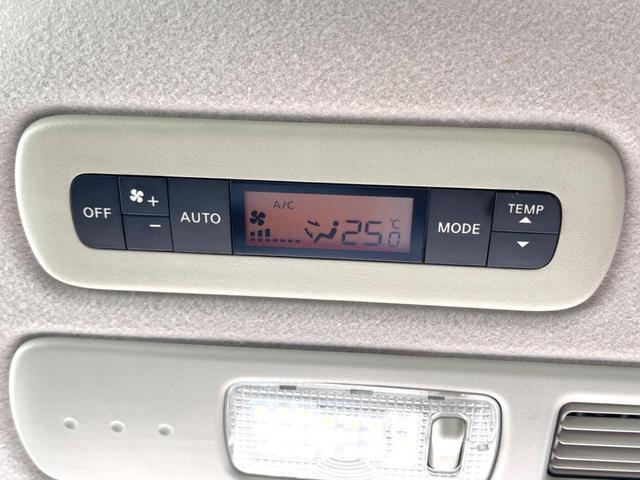 OFF
+
-
AUTO
A/C
25.0
°C
MODE
TEMP